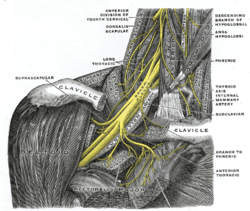 ANTERIOR
DIVISION OF
FOURTH CERVICAL
DORSALIS
SCAPULAE
LONG
THORACIC
SUPRASCAPULAR
CLAVICLE
DESCENDING
BRANCH OF
HYPOGLOSSAL
ANSA
HYPOGLOSSI
PHRENIC
THYROID
AXIS
INTERNAL
MAMMARY
ARTERY
SUBCLAVIAN
CLAVICLE
BRANCH TO
PHRENIC
ANTERIOR
THORACIC